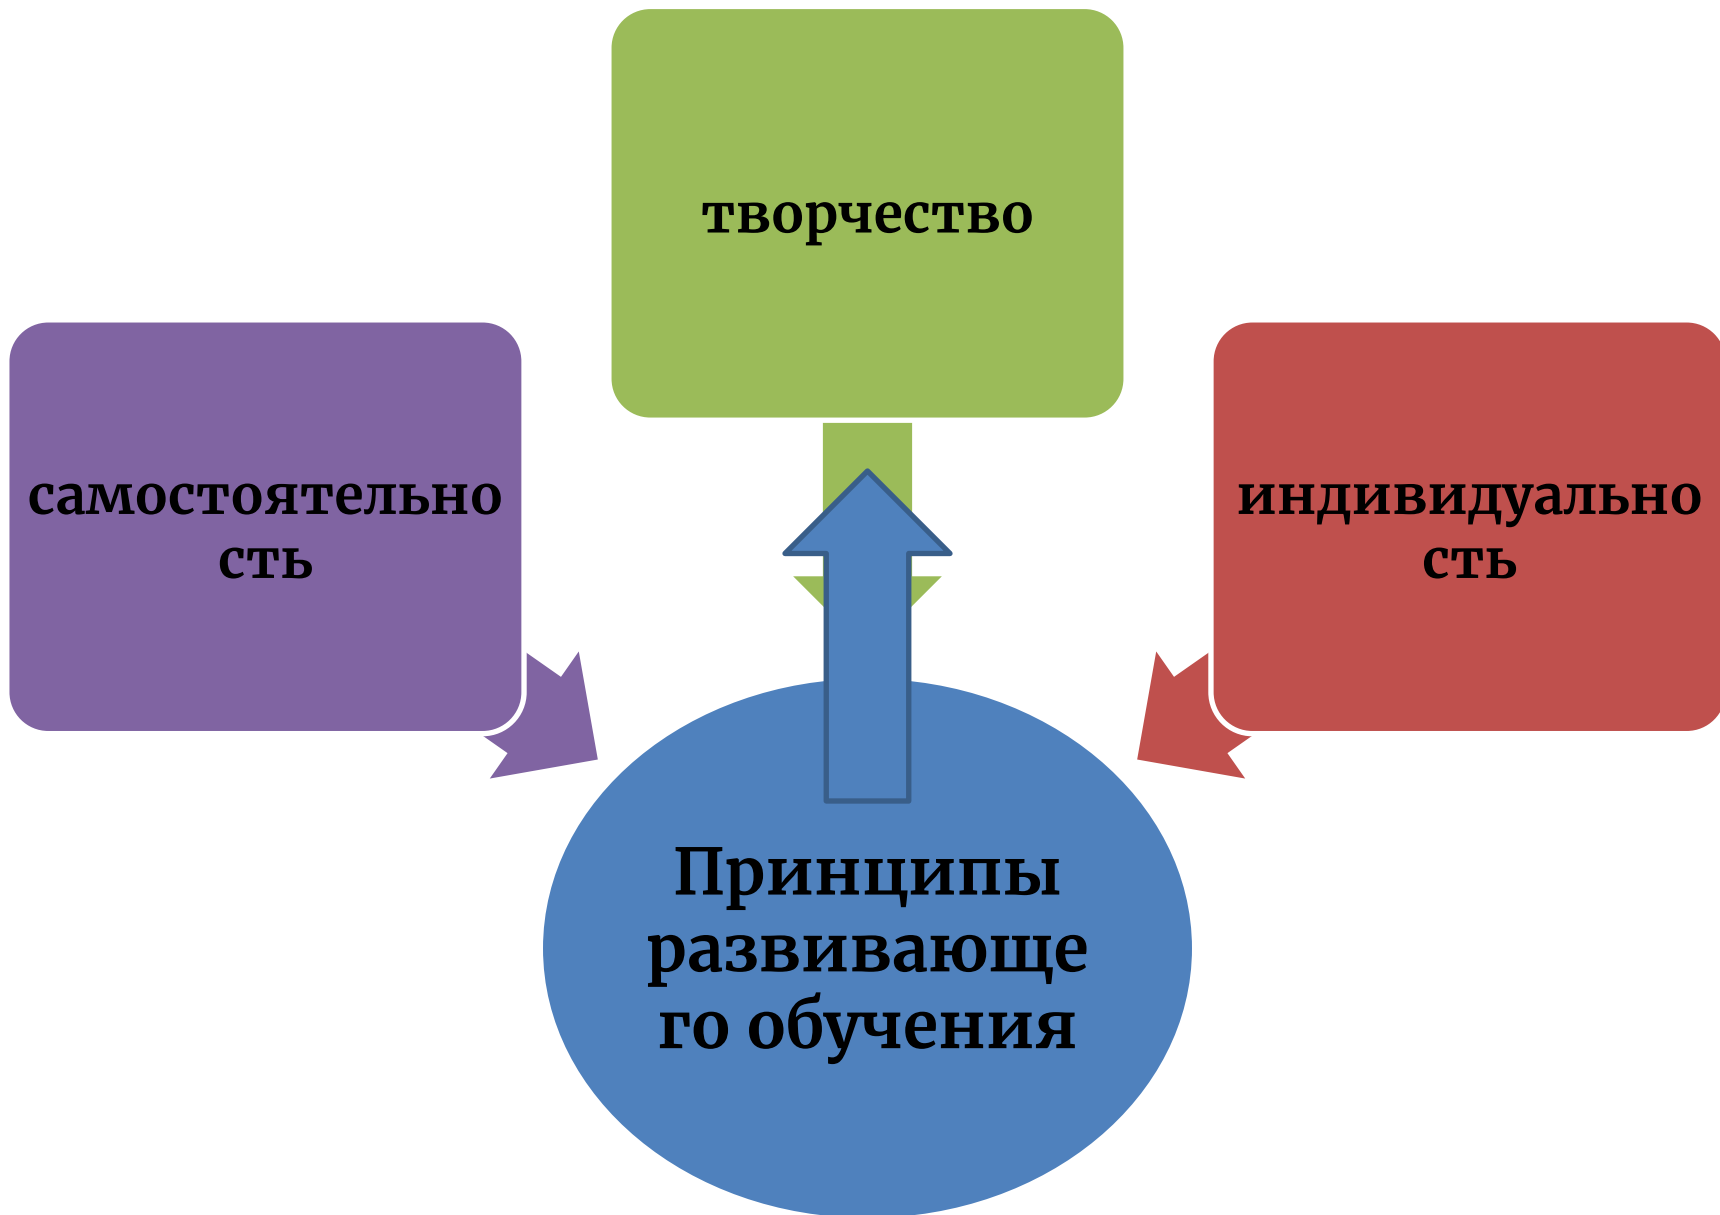 творчество
самостоятельно
сть
индивидуально
сть
Принципы
развивающе
го обучения